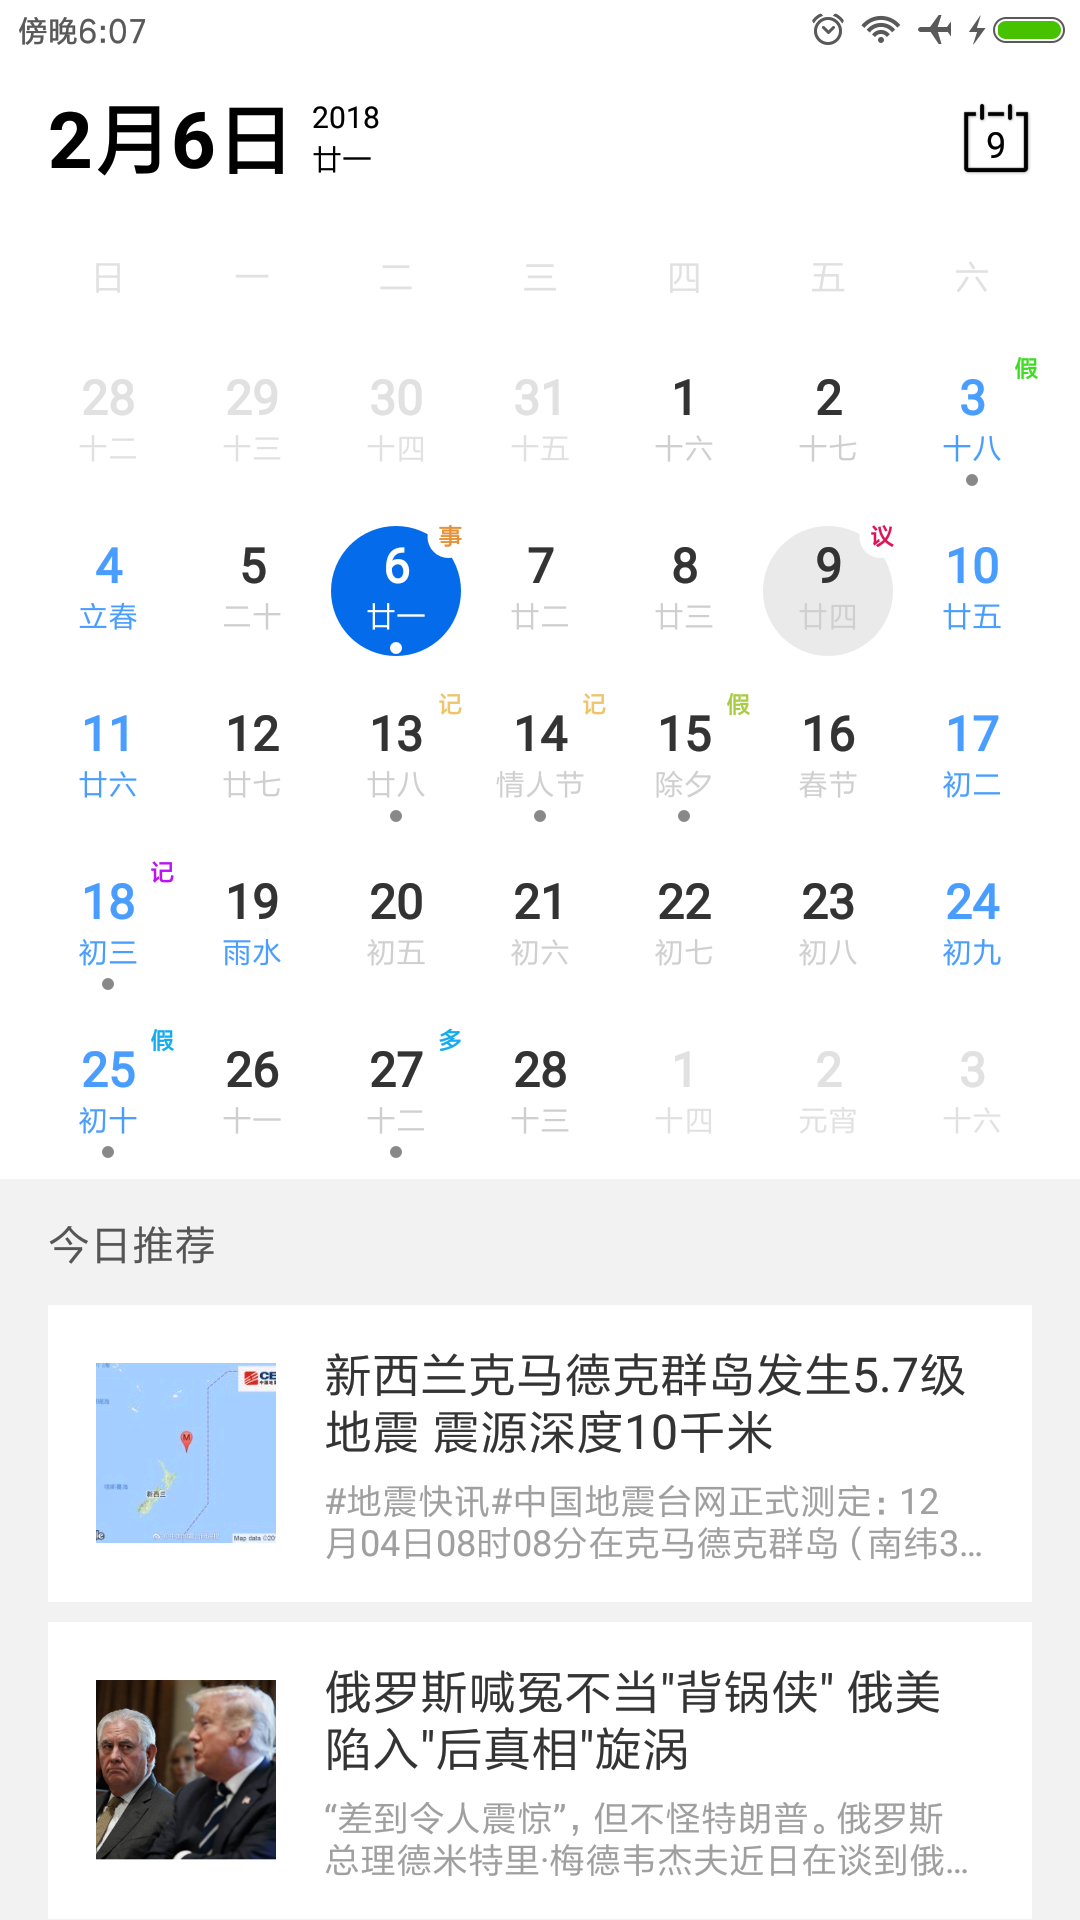 傍晚6:07
2月6日
2018
廿一
9
日 一 二 三 四 五 六
假
28 29 30 31 1 2 3
十二 十三 十四 十五 十六 十七 十八
事 议
4 5 6 7 8 9 10
立春 二十 廿一 廿二 廿三 廿四 廿五
记 记 假
11 12 13 14 15 16 17
廿六 廿七 廿八 情人节 除夕 春节 初二
记
18 19 20 21 22 23 24
初三 雨水 初五 初六 初七 初八 初九
假 多
25 26 27 28 1 2 3
初十 十一 十二 十三 十四 元宵 十六
今日推荐
新西兰克马德克群岛发生5.7级
地震 震源深度10千米
#地震快讯#中国地震台网正式测定：12
月04日08时08分在克马德克群岛（南纬3...
M
新西兰
Map data ©20
俄罗斯喊冤不当"背锅侠" 俄美
陷入"后真相"旋涡
“差到令人震惊”，但不怪特朗普。俄罗斯
总理德米特里·梅德韦杰夫近日在谈到俄...